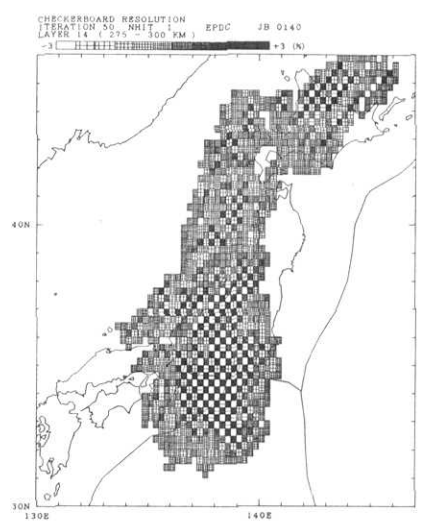 CHECKERBOARD RESOLUTION
ITERATION 50 NHIT 1 EPDC JB 0140
LAYER 14 ( 275 - 300 KM )
-3 +3 (%)
40N
30N
130E 140E